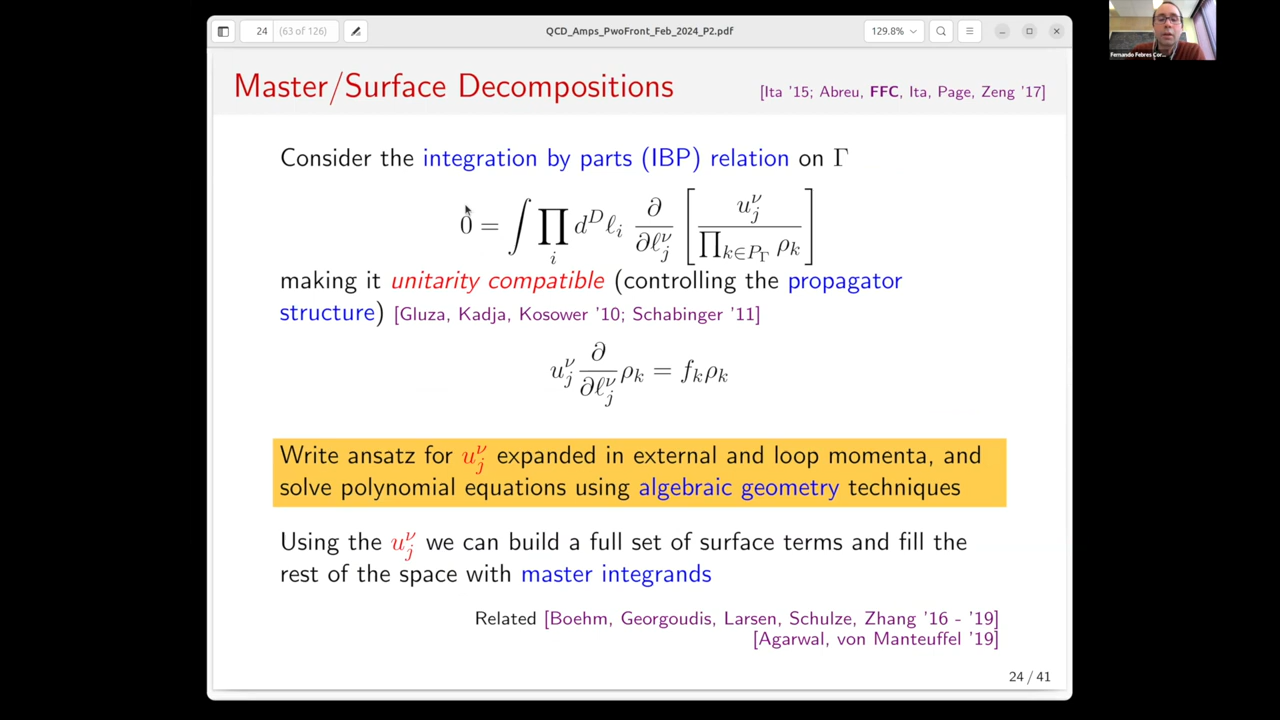 24 (63 of 126)
QCD_Amps_PwoFront_Feb_2024_P2.pdf
129.8%
Fernando Febres Cor...
Master/Surface Decompositions
[Ita '15; Abreu, FFC, Ita, Page, Zeng '17]
Consider the integration by parts (IBP) relation on Γ
0 = ∫ ∏_i d^D ℓ_i ∂/∂ℓ_j^ν [ u_j^ν / ∏_{k∈P_Γ} ρ_k ]
making it unitarity compatible (controlling the propagator
structure) [Gluza, Kadja, Kosower '10; Schabinger '11]
u_j^ν ∂/∂ℓ_j^ν ρ_k = f_k ρ_k
Write ansatz for u_j^ν expanded in external and loop momenta, and
solve polynomial equations using algebraic geometry techniques
Using the u_j^ν we can build a full set of surface terms and fill the
rest of the space with master integrands
Related [Boehm, Georgoudis, Larsen, Schulze, Zhang '16 - '19]
[Agarwal, von Manteuffel '19]
24 / 41